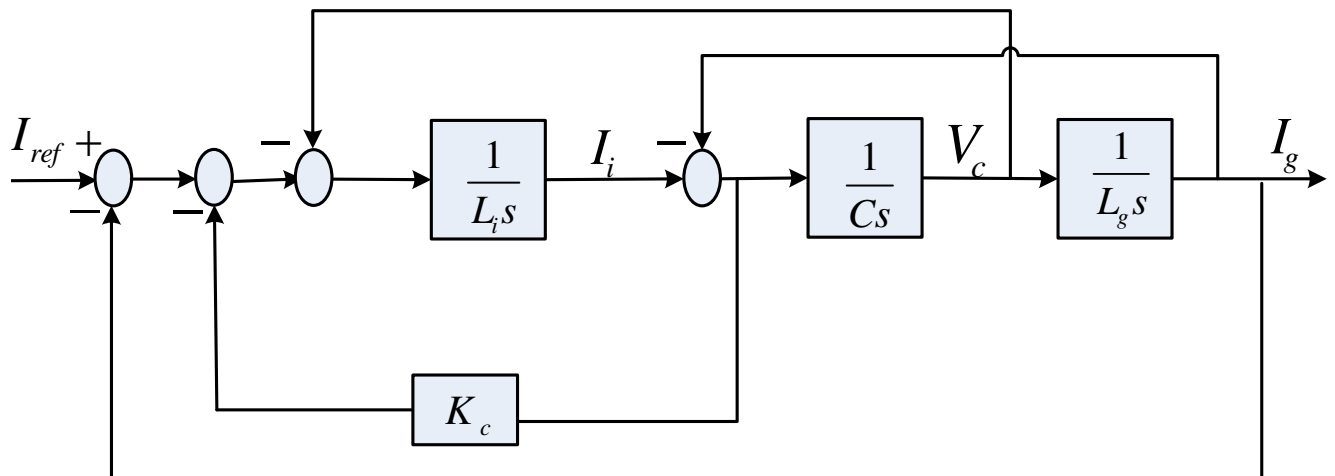 I_ref +
−
−
−
1
L_i s
I_i
−
1
Cs
V_c
1
L_g s
I_g
K_c